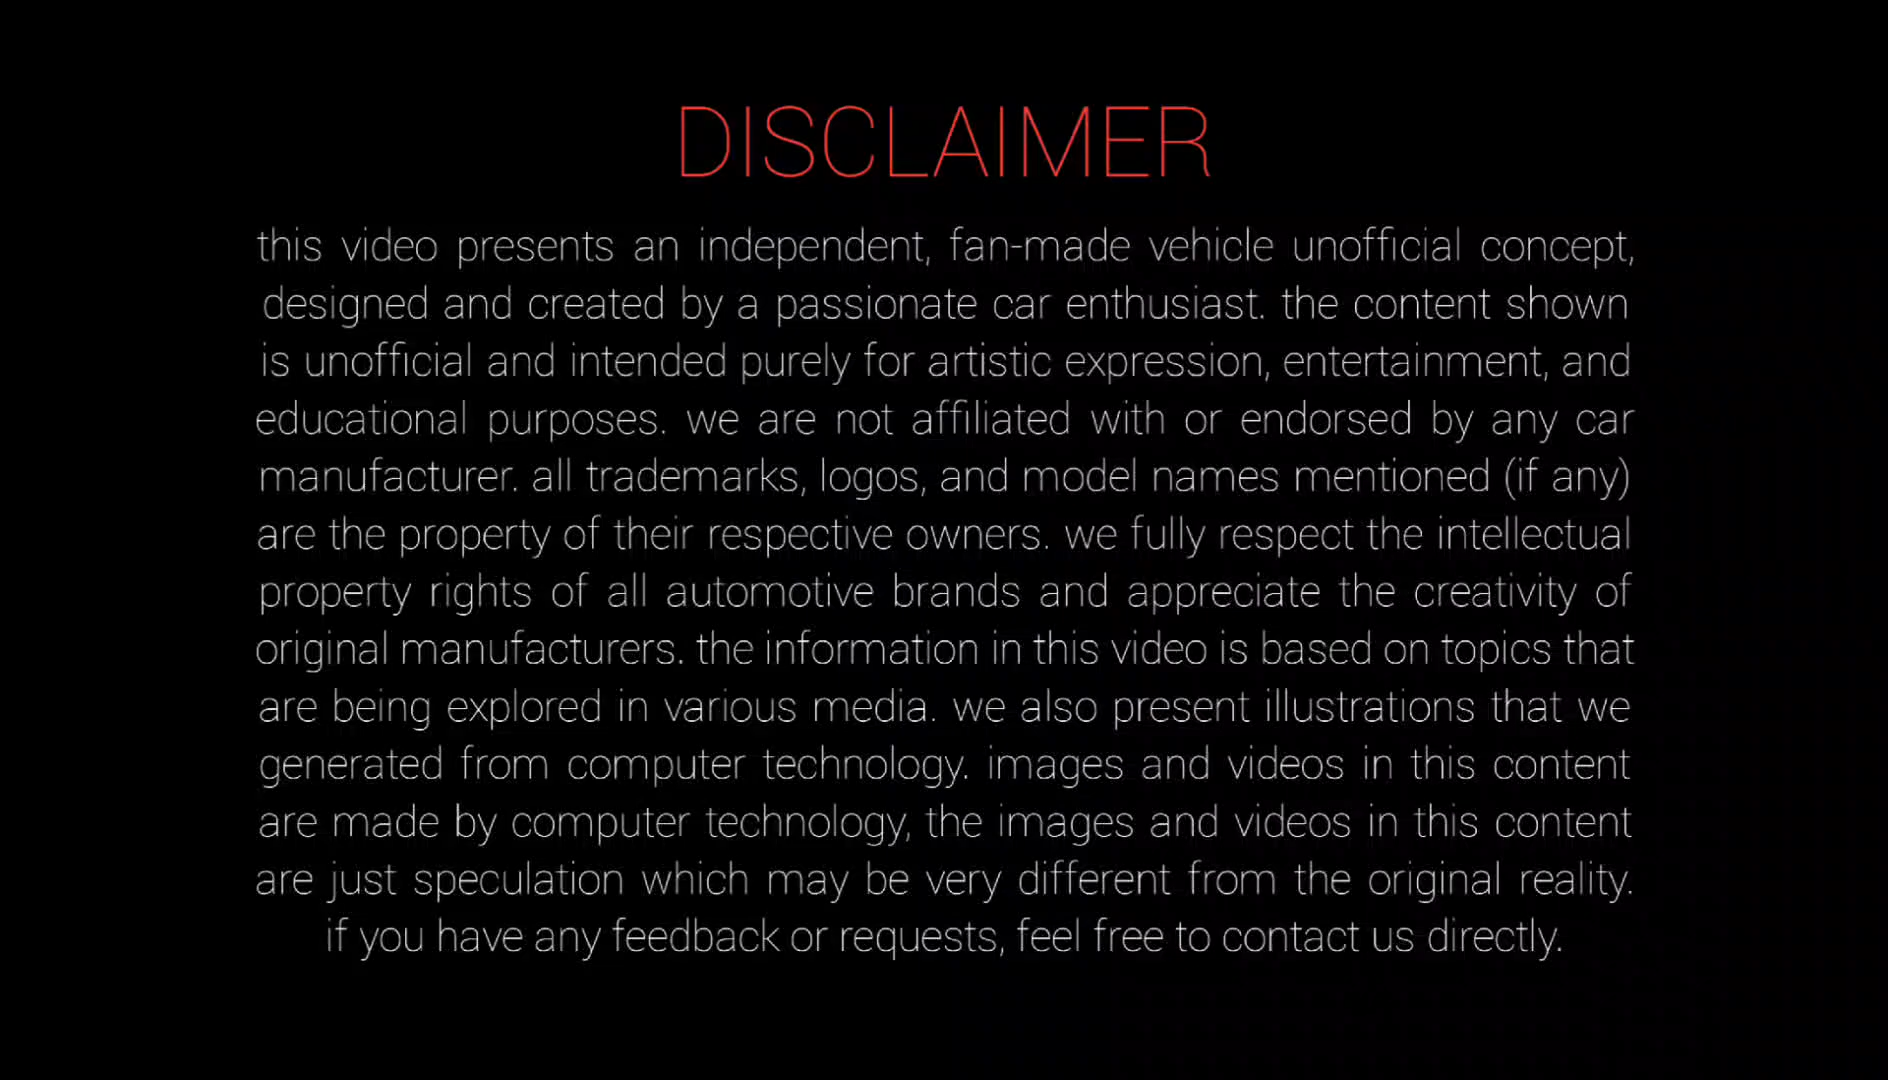 DISCLAIMER
this video presents an independent, fan-made vehicle unofficial concept,
designed and created by a passionate car enthusiast. the content shown
is unofficial and intended purely for artistic expression, entertainment, and
educational purposes. we are not affiliated with or endorsed by any car
manufacturer. all trademarks, logos, and model names mentioned (if any)
are the property of their respective owners. we fully respect the intellectual
property rights of all automotive brands and appreciate the creativity of
original manufacturers. the information in this video is based on topics that
are being explored in various media. we also present illustrations that we
generated from computer technology. images and videos in this content
are made by computer technology, the images and videos in this content
are just speculation which may be very different from the original reality.
if you have any feedback or requests, feel free to contact us directly.